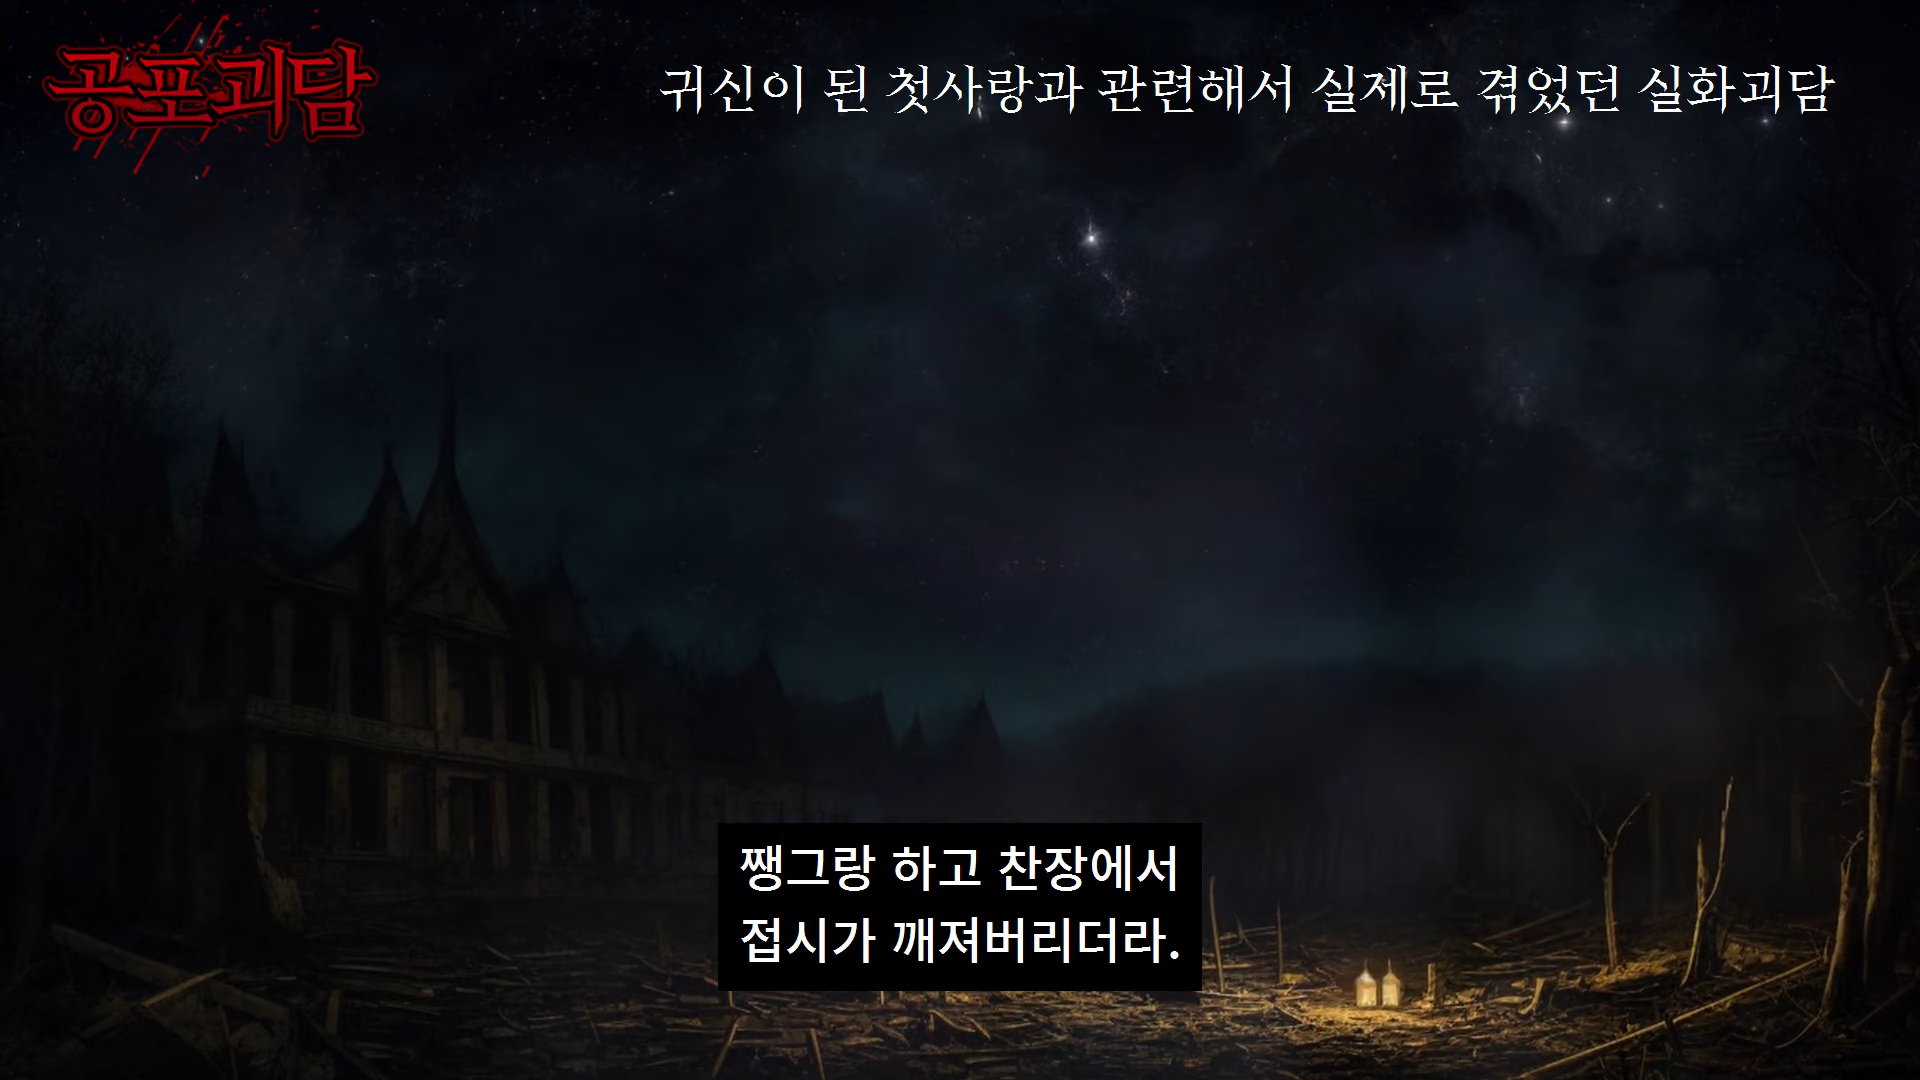 공포괴담
귀신이 된 첫사랑과 관련해서 실제로 겪었던 실화괴담
쨍그랑 하고 찬장에서
접시가 깨져버리더라.